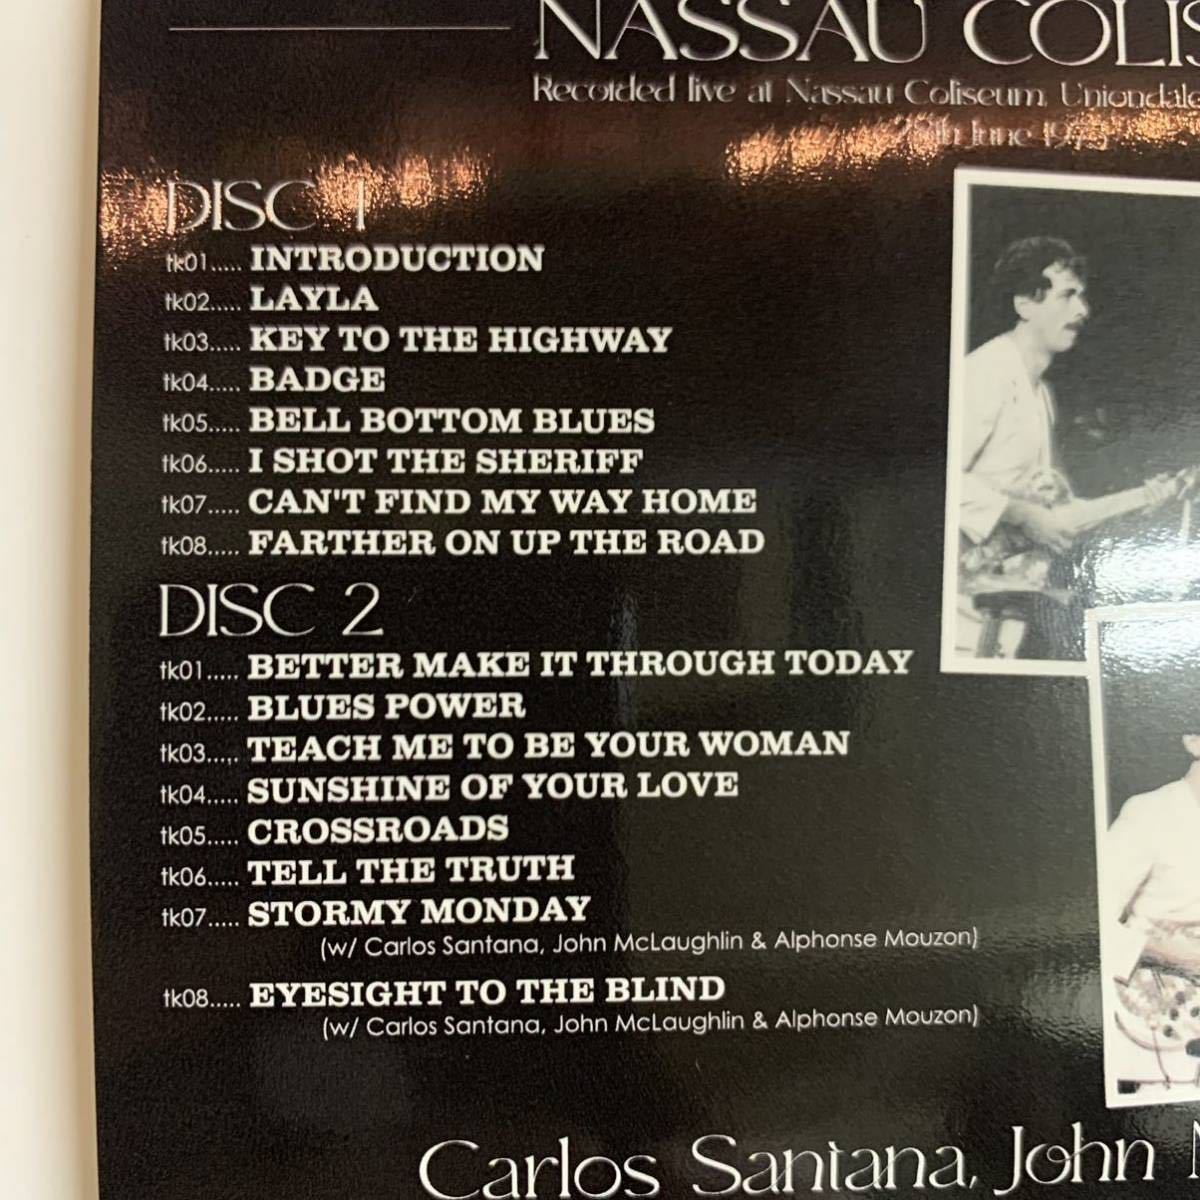 NASSAU COLIS
Recorded live at Nassau Coliseum, Uniondale
June 1975
DISC 1
tk01..... INTRODUCTION
tk02..... LAYLA
tk03..... KEY TO THE HIGHWAY
tk04..... BADGE
tk05..... BELL BOTTOM BLUES
tk06..... I SHOT THE SHERIFF
tk07..... CAN'T FIND MY WAY HOME
tk08..... FARTHER ON UP THE ROAD
DISC 2
tk01..... BETTER MAKE IT THROUGH TODAY
tk02..... BLUES POWER
tk03..... TEACH ME TO BE YOUR WOMAN
tk04..... SUNSHINE OF YOUR LOVE
tk05..... CROSSROADS
tk06..... TELL THE TRUTH
tk07..... STORMY MONDAY
(w/ Carlos Santana, John McLaughlin & Alphonse Mouzon)
tk08..... EYESIGHT TO THE BLIND
(w/ Carlos Santana, John McLaughlin & Alphonse Mouzon)
Carlos Santana, John